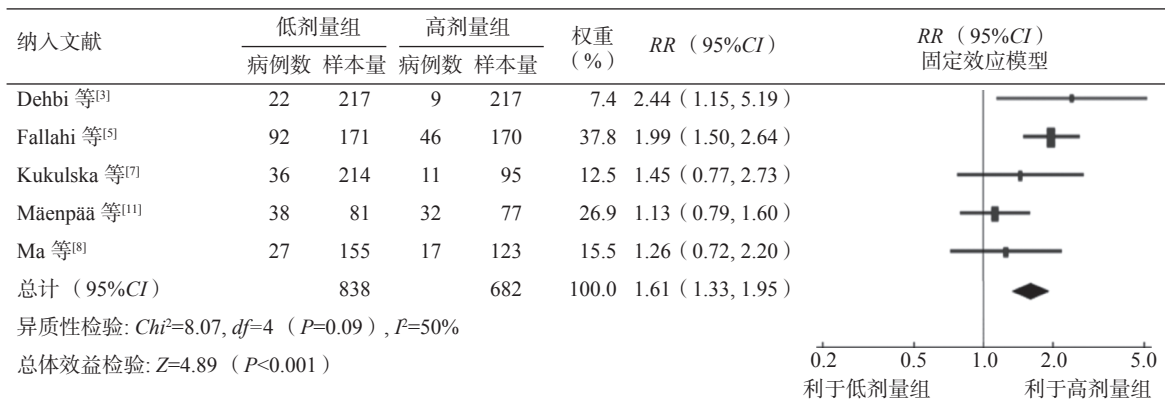 纳入文献 低剂量组 高剂量组 权重（%） RR（95%CI） RR（95%CI）
病例数 样本量 病例数 样本量 固定效应模型
Dehbi 等[3] 22 217 9 217 7.4 2.44（1.15, 5.19）
Fallahi 等[5] 92 171 46 170 37.8 1.99（1.50, 2.64）
Kukulska 等[7] 36 214 11 95 12.5 1.45（0.77, 2.73）
Mäenpää 等[11] 38 81 32 77 26.9 1.13（0.79, 1.60）
Ma 等[8] 27 155 17 123 15.5 1.26（0.72, 2.20）
总计（95%CI） 838 682 100.0 1.61（1.33, 1.95）
异质性检验: Chi²=8.07, df=4（P=0.09）, I²=50%
总体效益检验: Z=4.89（P<0.001）
0.2 0.5 1.0 2.0 5.0
利于低剂量组 利于高剂量组